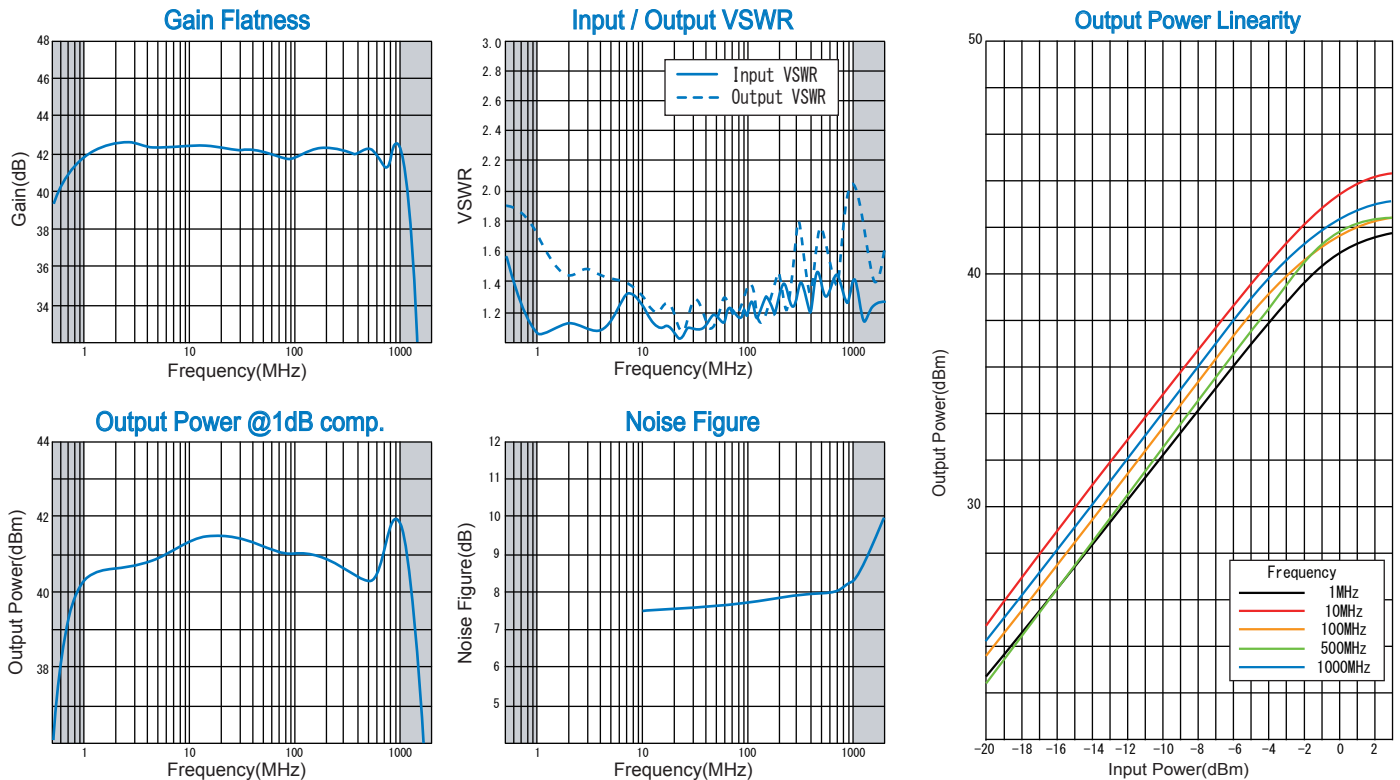 Gain Flatness
48
46
44
42
40
38
36
34
Gain(dB)
1
10
100
1000
Frequency(MHz)
Input / Output VSWR
3.0
2.8
2.6
2.4
2.2
2.0
1.8
1.6
1.4
1.2
VSWR
Input VSWR
Output VSWR
1
10
100
1000
Frequency(MHz)
Output Power @1dB comp.
44
42
40
38
Output Power(dBm)
1
10
100
1000
Frequency(MHz)
Noise Figure
12
11
10
9
8
7
6
5
Noise Figure(dB)
1
10
100
1000
Frequency(MHz)
Output Power Linearity
50
40
30
Output Power(dBm)
Frequency
1MHz
10MHz
100MHz
500MHz
1000MHz
-20 -18 -16 -14 -12 -10 -8 -6 -4 -2 0 2
Input Power(dBm)